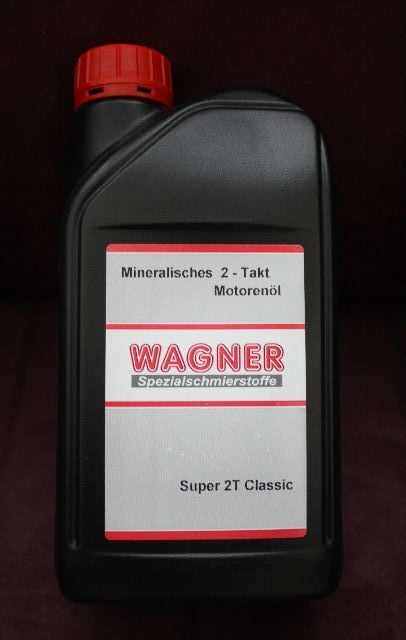 Mineralisches 2 - Takt
Motorenöl
WAGNER
Spezialschmierstoffe
Super 2T Classic